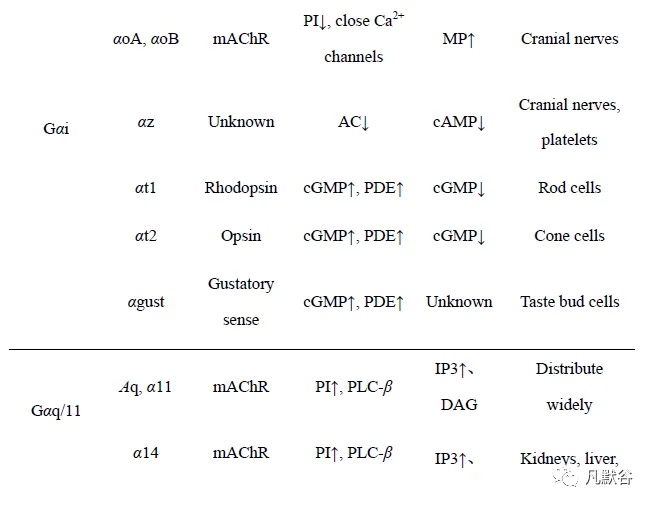 αoA, αoB mAChR PI↓, close Ca²⁺ channels MP↑ Cranial nerves
Gαi αz Unknown AC↓ cAMP↓ Cranial nerves, platelets
αt1 Rhodopsin cGMP↑, PDE↑ cGMP↓ Rod cells
αt2 Opsin cGMP↑, PDE↑ cGMP↓ Cone cells
αgust Gustatory sense cGMP↑, PDE↑ Unknown Taste bud cells
Gαq/11 Aq, α11 mAChR PI↑, PLC-β IP3↑、 DAG Distribute widely
α14 mAChR PI↑, PLC-β IP3↑、 Kidneys, liver,
凡默谷